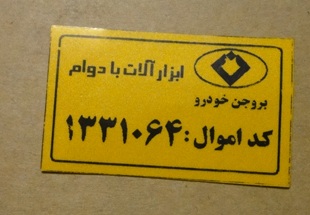 ابزار آلات با دوام
بروجن خودرو
کد اموال: ۱۳۳۱۰۶۴